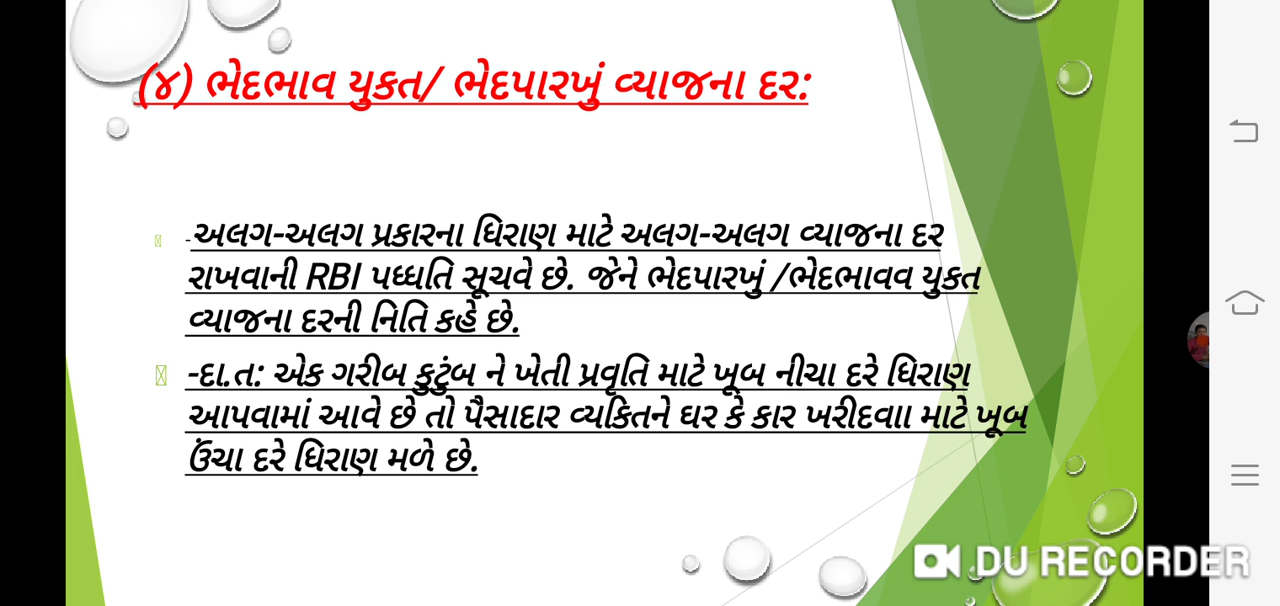 (૪) ભેદભાવ યુકત/ ભેદપારખું વ્યાજના દર:
-અલગ-અલગ પ્રકારના ધિરાણ માટે અલગ-અલગ વ્યાજના દર
રાખવાની RBI પધ્ધતિ સૂચવે છે. જેને ભેદપારખું /ભેદભાવવ યુકત
વ્યાજના દરની નિતિ કહે છે.
-દા.ત: એક ગરીબ કુટુંબ ને ખેતી પ્રવૃતિ માટે ખૂબ નીચા દરે ધિરાણ
આપવામાં આવે છે તો પૈસાદાર વ્યકિતને ઘર કે કાર ખરીદવાા માટે ખૂબ
ઉંચા દરે ધિરાણ મળે છે.
DU RECORDER